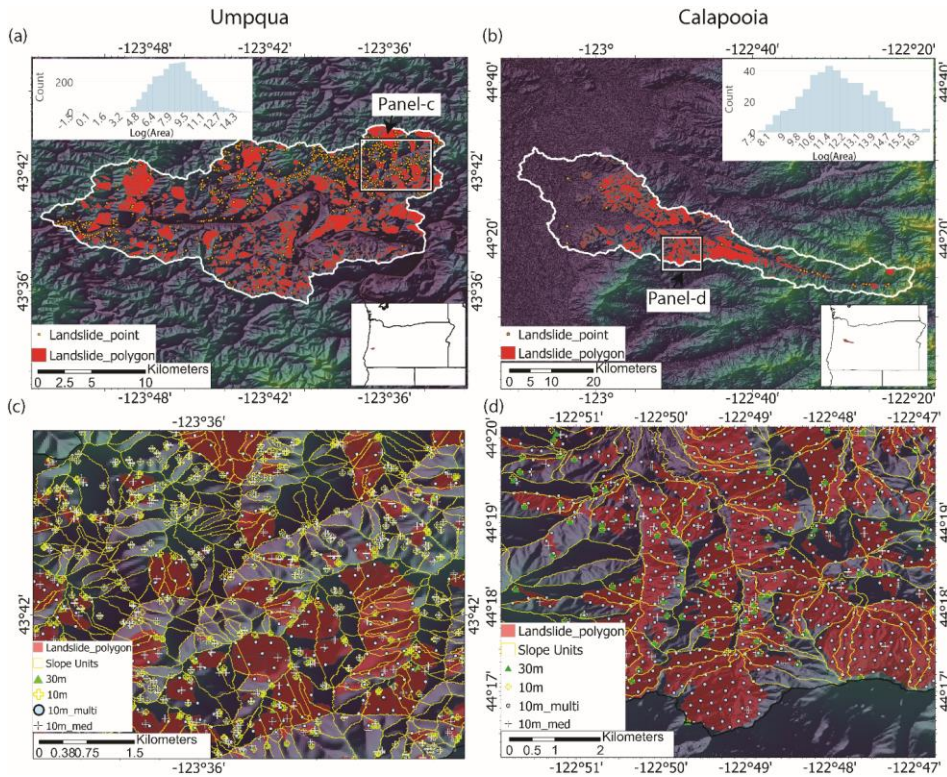 Umpqua
Calapooia
(a)
-123°48' -123°42' -123°36'
Count
200
0
-1.5 0.1 1.6 3.2 4.8 6.4 7.9 9.5 11.1 12.7 14.3
Log(Area)
Panel-c
43°42'
43°36'
43°42'
43°36'
Landslide_point
Landslide_polygon
Kilometers
0 2.5 5 10
-123°48' -123°42' -123°36'
(b)
-123° -122°40' -122°20'
44°40'
44°20'
44°40'
44°20'
Count
40
20
0
7.9 8.1 9 9.8 10.6 11.4 12.2 13.1 13.9 14.7 15.5 16.3
Log(Area)
Panel-d
Landslide_point
Landslide_polygon
Kilometers
0 5 10 20
-123° -122°40' -122°20'
(c)
-123°36'
43°42'
43°42'
Landslide_polygon
Slope Units
30m
10m
10m_multi
10m_med
Kilometers
0 0.380.75 1.5
-123°36'
(d)
-122°51' -122°50' -122°49' -122°48' -122°47'
44°20'
44°19'
44°18'
44°17'
44°19'
44°18'
44°17'
Landslide_polygon
Slope Units
30m
10m
10m_multi
10m_med
Kilometers
0 0.5 1 2
-122°51' -122°50' -122°49' -122°48' -122°47'